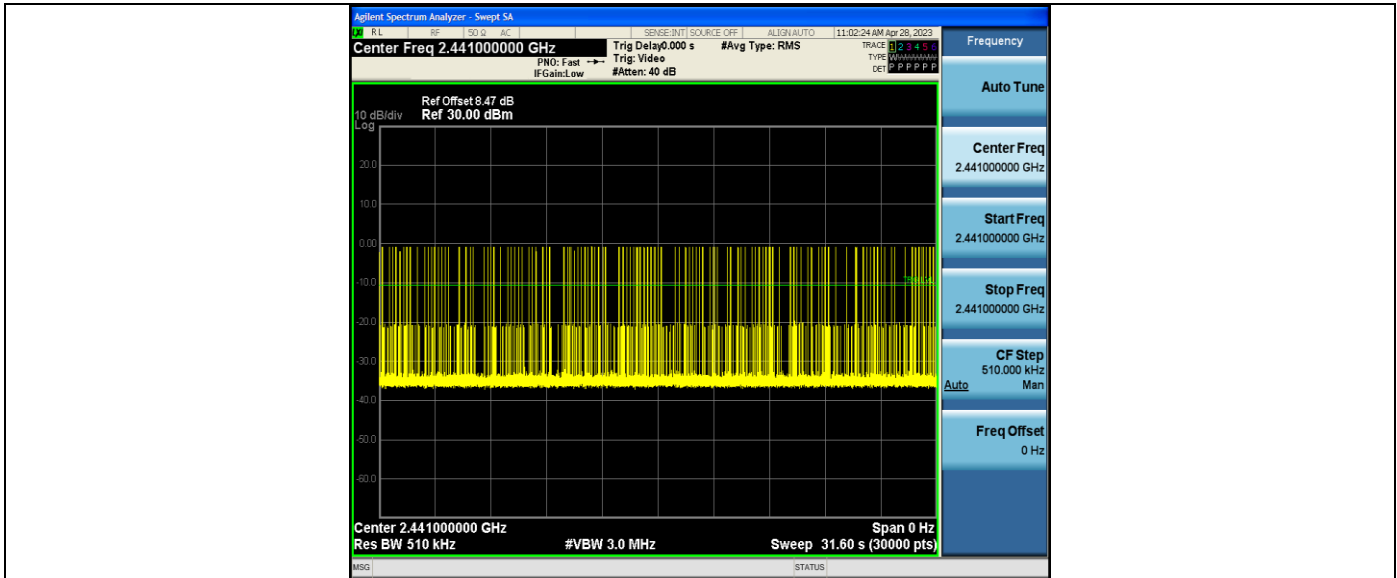 Agilent Spectrum Analyzer - Swept SA
RL RF 50 Ω AC SENSE:INT SOURCE OFF ALIGNAUTO 11:02:24 AM Apr 28, 2023
Center Freq 2.441000000 GHz
PNO: Fast
IFGain:Low
Trig Delay0.000 s
Trig: Video
#Atten: 40 dB
#Avg Type: RMS
TRACE 1 2 3 4 5 6
TYPE
DET P P P P P P
Ref Offset 8.47 dB
10 dB/div Ref 30.00 dBm
Log
20.0
10.0
0.00
-10.0
-20.0
-30.0
-40.0
-50.0
-60.0
Center 2.441000000 GHz Span 0 Hz
Res BW 510 kHz #VBW 3.0 MHz Sweep 31.60 s (30000 pts)
MSG STATUS
Frequency
Auto Tune
Center Freq
2.441000000 GHz
Start Freq
2.441000000 GHz
Stop Freq
2.441000000 GHz
CF Step
510.000 kHz
Auto Man
Freq Offset
0 Hz